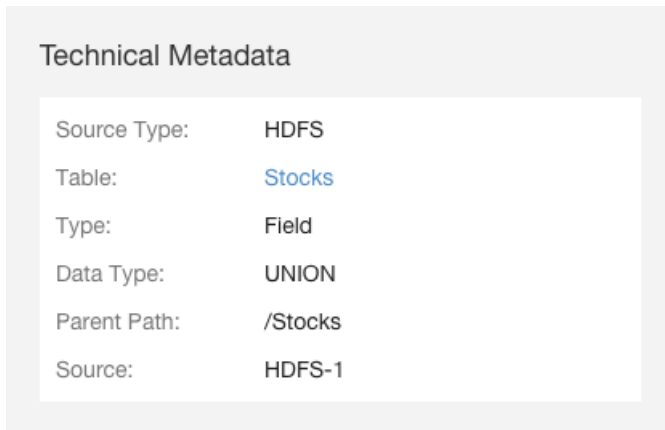 Technical Metadata
Source Type: HDFS
Table: Stocks
Type: Field
Data Type: UNION
Parent Path: /Stocks
Source: HDFS-1